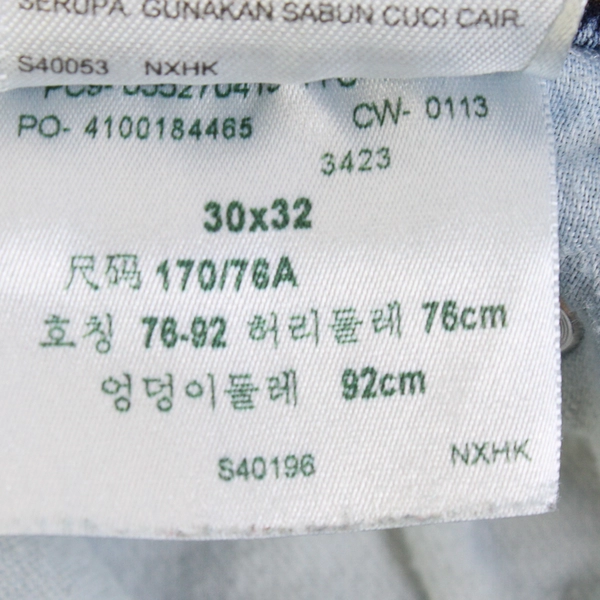 SERUPA. GUNAKAN SABUN CUCI CAIR.
S40053 NXHK
PO- 4100184465 CW- 0113
3423
30x32
尺码 170/76A
호칭 76-92 허리둘레 76cm
엉덩이둘레 92cm
S40196 NXHK